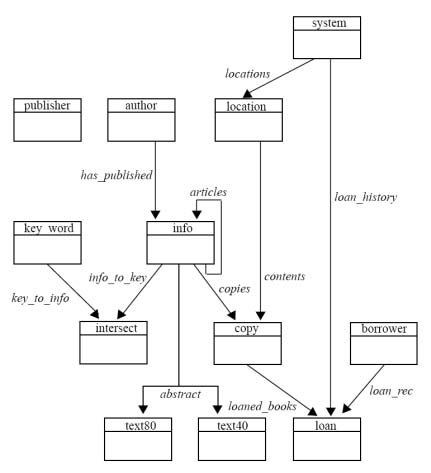 system
locations
publisher
author
location
has_published
articles
loan_history
key_word
info
info_to_key
contents
key_to_info
copies
intersect
copy
borrower
abstract
loaned_books
loan_rec
text80
text40
loan